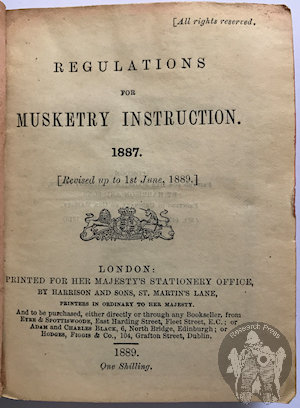 [All rights reserved.
REGULATIONS
FOR
MUSKETRY INSTRUCTION.
1887.
[Revised up to 1st June, 1889.]
LONDON:
PRINTED FOR HER MAJESTY'S STATIONERY OFFICE,
BY HARRISON AND SONS, ST. MARTIN'S LANE,
PRINTERS IN ORDINARY TO HER MAJESTY.
And to be purchased, either directly or through any Bookseller, from
EYRE & SPOTTISWOODE, East Harding Street, Fleet Street, E.C.; or
ADAM and CHARLES BLACK, 6, North Bridge, Edinburgh; or
HODGES, FIGGIS & Co., 104, Grafton Street, Dublin.
1889.
One Shilling.
Research Press